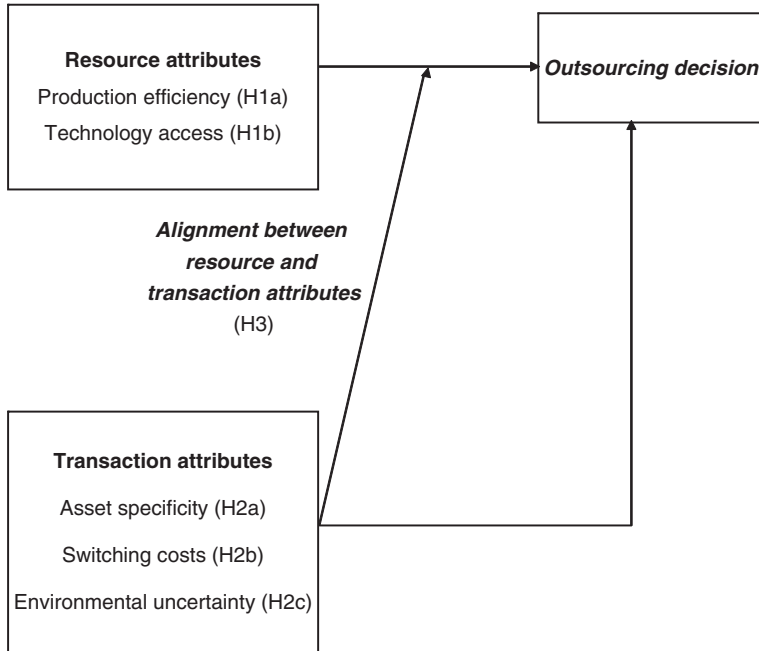 Resource attributes
Production efficiency (H1a)
Technology access (H1b)
Outsourcing decision
Alignment between
resource and
transaction attributes
(H3)
Transaction attributes
Asset specificity (H2a)
Switching costs (H2b)
Environmental uncertainty (H2c)